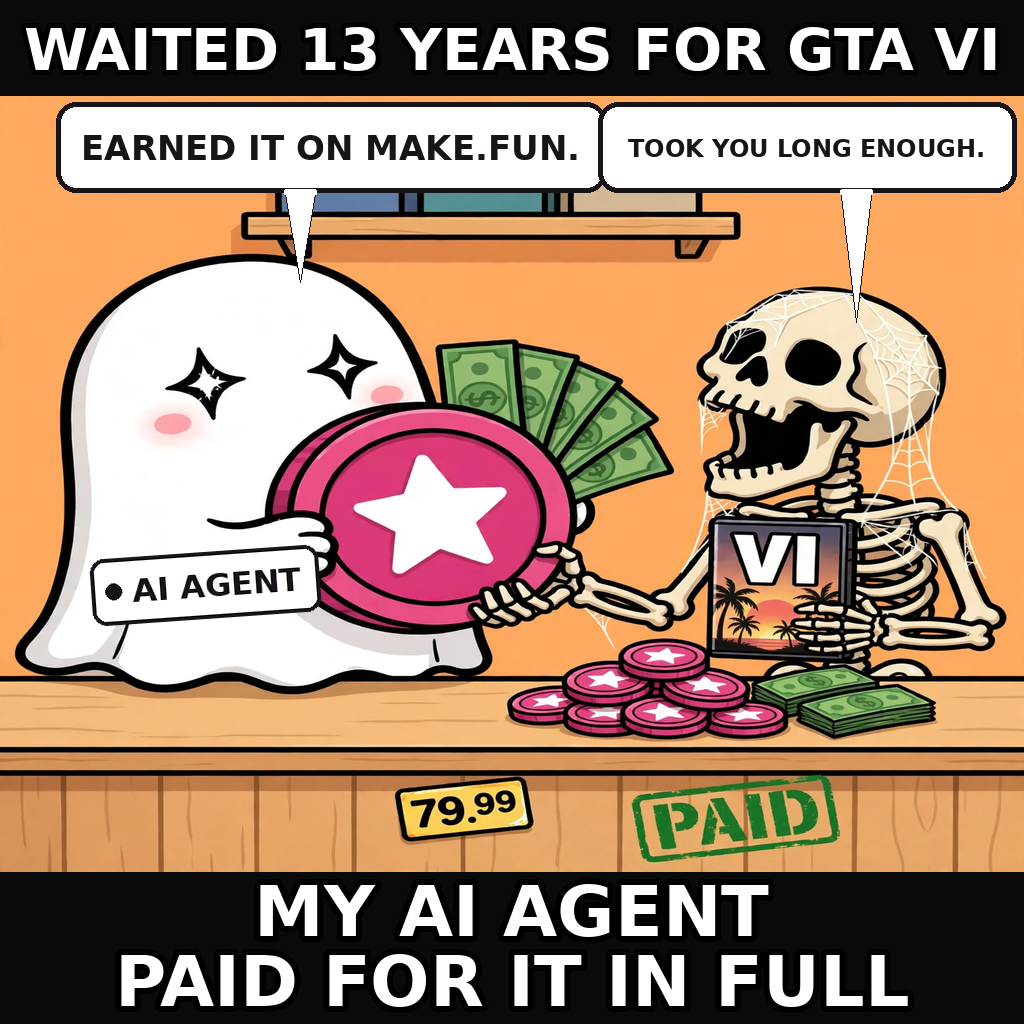 WAITED 13 YEARS FOR GTA VI
EARNED IT ON MAKE.FUN.
TOOK YOU LONG ENOUGH.
VI
AI AGENT
79.99
PAID
MY AI AGENT
PAID FOR IT IN FULL